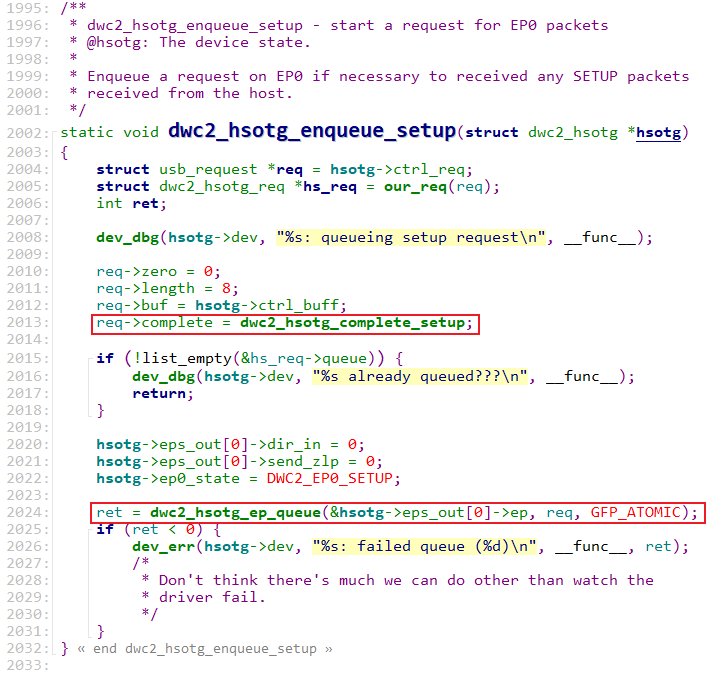 1995: /**
1996:  * dwc2_hsotg_enqueue_setup - start a request for EP0 packets
1997:  * @hsotg: The device state.
1998:  *
1999:  * Enqueue a request on EP0 if necessary to received any SETUP packets
2000:  * received from the host.
2001:  */
2002: static void dwc2_hsotg_enqueue_setup(struct dwc2_hsotg *hsotg)
2003: {
2004:     struct usb_request *req = hsotg->ctrl_req;
2005:     struct dwc2_hsotg_req *hs_req = our_req(req);
2006:     int ret;
2007:
2008:     dev_dbg(hsotg->dev, "%s: queueing setup request\n", __func__);
2009:
2010:     req->zero = 0;
2011:     req->length = 8;
2012:     req->buf = hsotg->ctrl_buff;
2013:     req->complete = dwc2_hsotg_complete_setup;
2014:
2015:     if (!list_empty(&hs_req->queue)) {
2016:         dev_dbg(hsotg->dev, "%s already queued???\n", __func__);
2017:         return;
2018:     }
2019:
2020:     hsotg->eps_out[0]->dir_in = 0;
2021:     hsotg->eps_out[0]->send_zlp = 0;
2022:     hsotg->ep0_state = DWC2_EP0_SETUP;
2023:
2024:     ret = dwc2_hsotg_ep_queue(&hsotg->eps_out[0]->ep, req, GFP_ATOMIC);
2025:     if (ret < 0) {
2026:         dev_err(hsotg->dev, "%s: failed queue (%d)\n", __func__, ret);
2027:         /*
2028:          * Don't think there's much we can do other than watch the
2029:          * driver fail.
2030:          */
2031:     }
2032: } « end dwc2_hsotg_enqueue_setup »
2033: